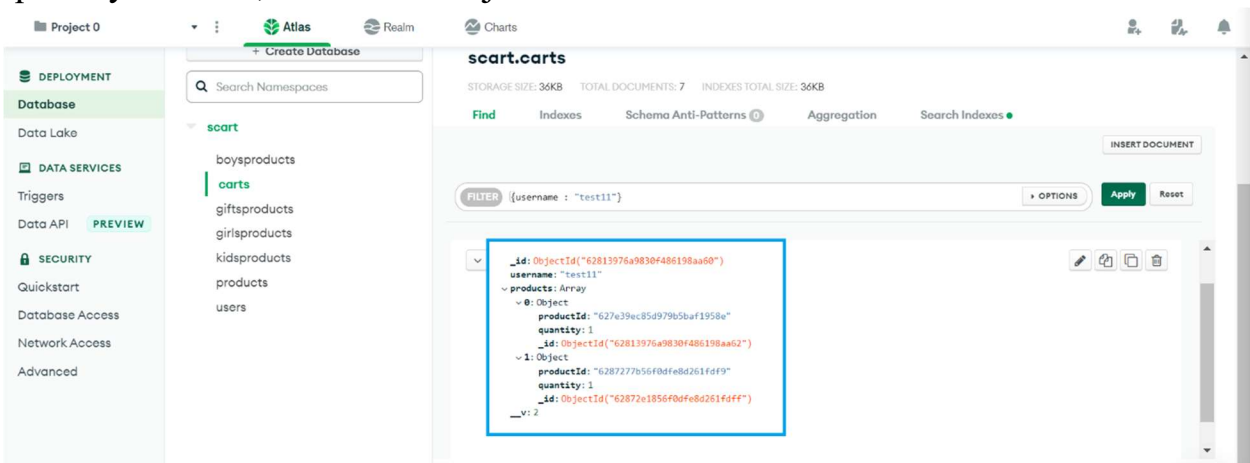 Project 0
Atlas
Realm
Charts
DEPLOYMENT
Database
Data Lake
DATA SERVICES
Triggers
Data API PREVIEW
SECURITY
Quickstart
Database Access
Network Access
Advanced
+ Create Database
Search Namespaces
scart
boysproducts
carts
giftsproducts
girlsproducts
kidsproducts
products
users
scart.carts
STORAGE SIZE: 36KB TOTAL DOCUMENTS: 7 INDEXES TOTAL SIZE: 36KB
Find Indexes Schema Anti-Patterns 0 Aggregation Search Indexes
INSERT DOCUMENT
FILTER {username : "test11"} OPTIONS Apply Reset
_id: ObjectId("62813976a9830f486198aa60")
username: "test11"
products: Array
0: Object
productId: "627e39ec85d979b5baf1958e"
quantity: 1
_id: ObjectId("62813976a9830f486198aa62")
1: Object
productId: "6287277b56f0dfe8d261fdf9"
quantity: 1
_id: ObjectId("62872e1856f0dfe8d261fdff")
__v: 2